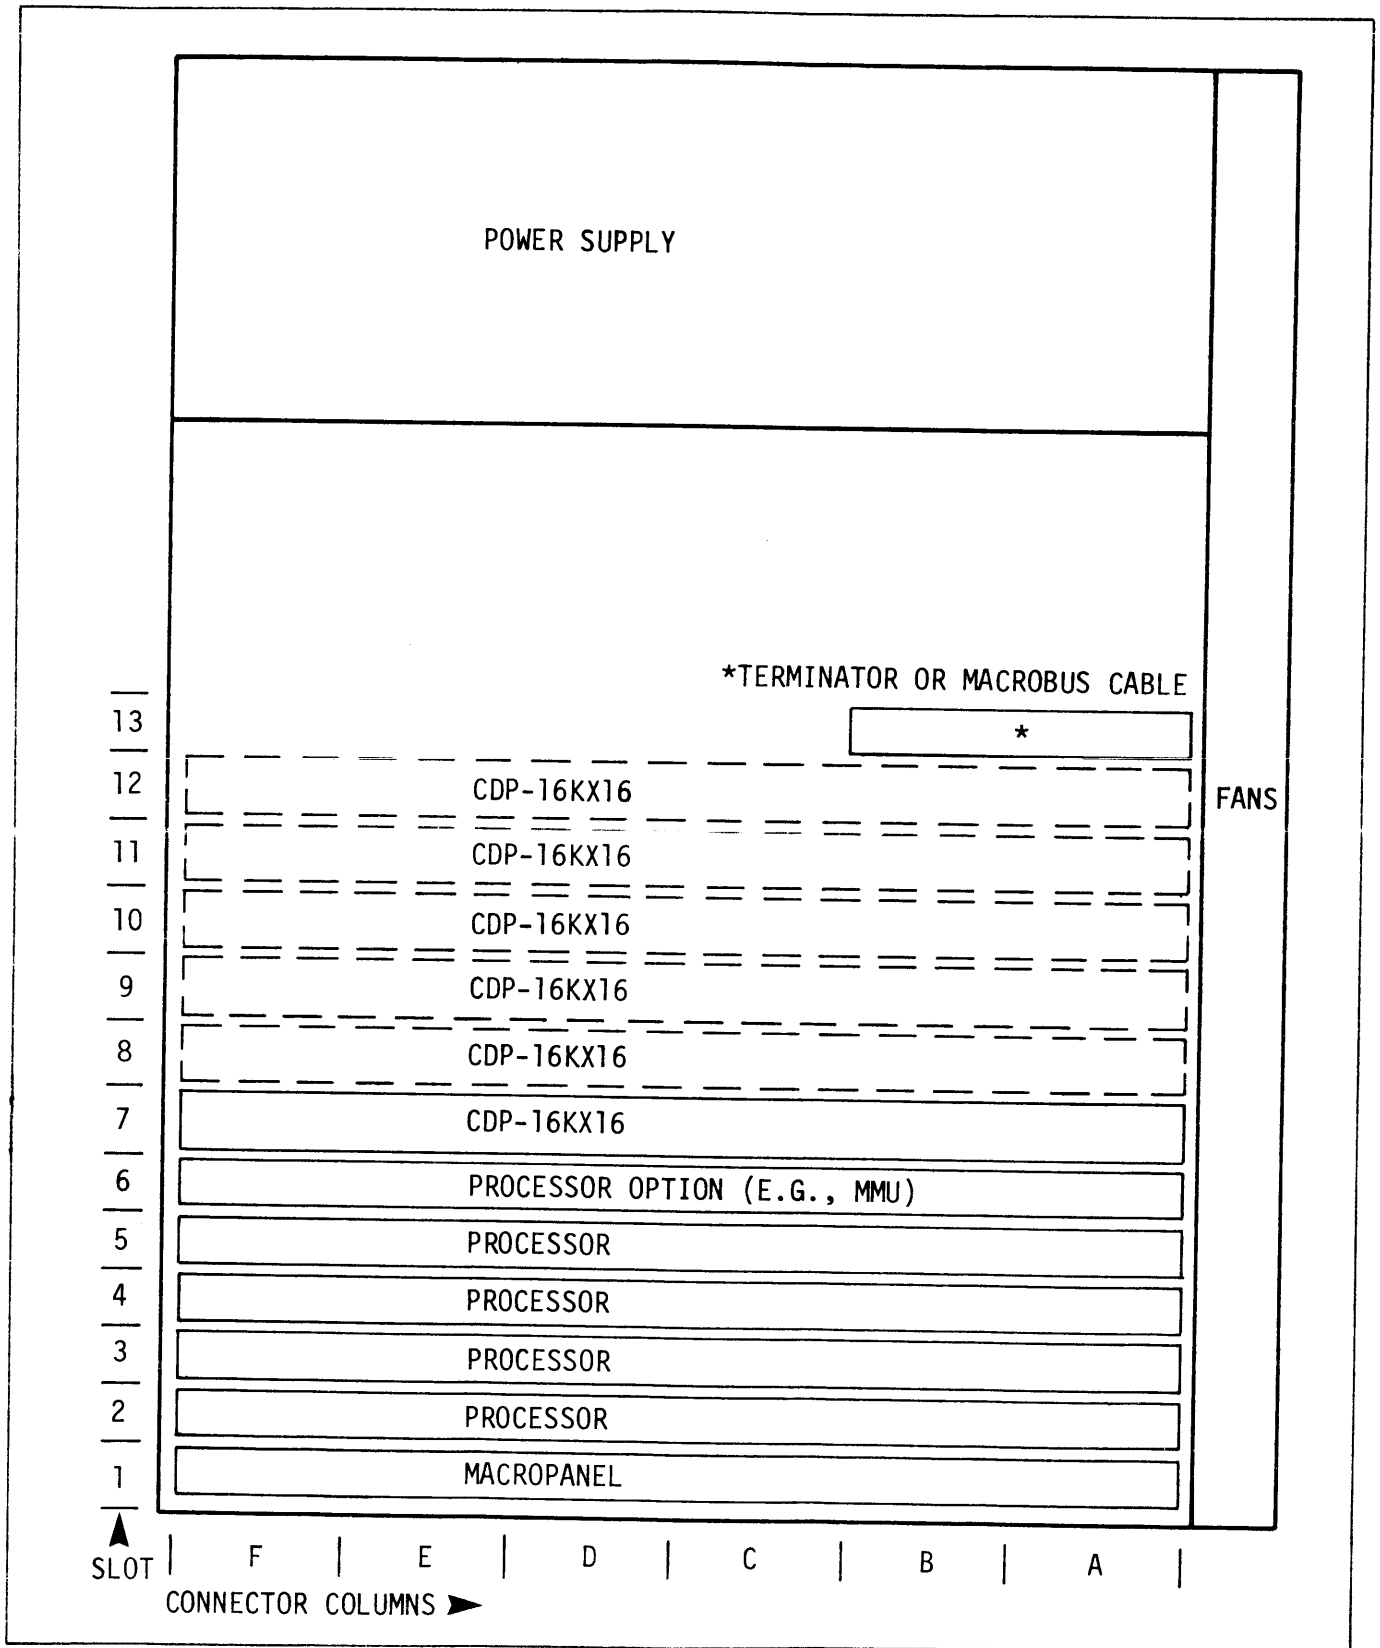 POWER SUPPLY
*TERMINATOR OR MACROBUS CABLE
13 *
12 CDP-16KX16
FANS
11 CDP-16KX16
10 CDP-16KX16
9 CDP-16KX16
8 CDP-16KX16
7 CDP-16KX16
6 PROCESSOR OPTION (E.G., MMU)
5 PROCESSOR
4 PROCESSOR
3 PROCESSOR
2 PROCESSOR
1 MACROPANEL
SLOT F E D C B A
CONNECTOR COLUMNS